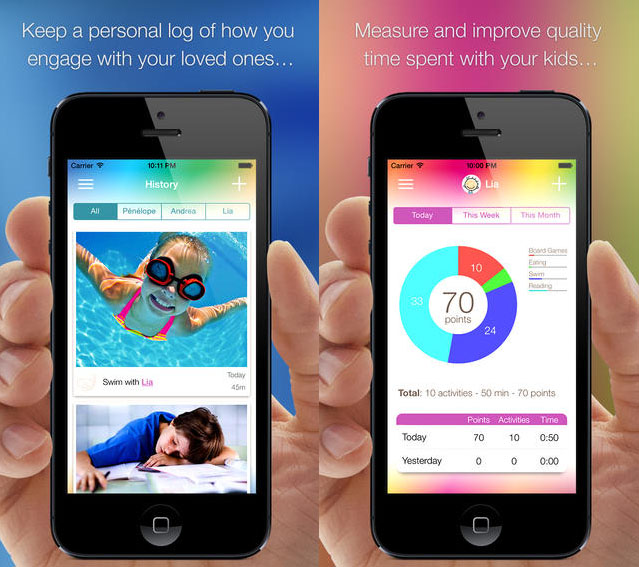 Keep a personal log of how you
engage with your loved ones...
Carrier 10:11 PM
History
All Pénélope Andrea Lia
Today
Swim with Lia
45m
Measure and improve quality
time spent with your kids...
Carrier 10:00 PM
Lia
Today This Week This Month
Board Games
Eating
Swim
Reading
10
33
70
points
24
Total: 10 activities - 50 min - 70 points
Points Activities Time
Today 70 10 0:50
Yesterday 0 0 0:00